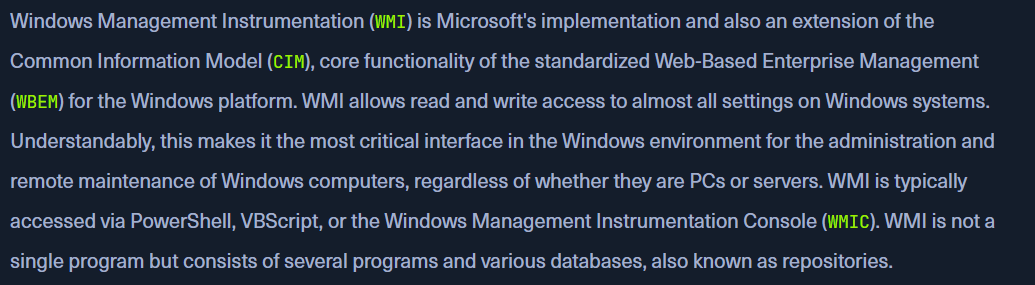 Windows Management Instrumentation (WMI) is Microsoft's implementation and also an extension of the
Common Information Model (CIM), core functionality of the standardized Web-Based Enterprise Management
(WBEM) for the Windows platform. WMI allows read and write access to almost all settings on Windows systems.
Understandably, this makes it the most critical interface in the Windows environment for the administration and
remote maintenance of Windows computers, regardless of whether they are PCs or servers. WMI is typically
accessed via PowerShell, VBScript, or the Windows Management Instrumentation Console (WMIC). WMI is not a
single program but consists of several programs and various databases, also known as repositories.